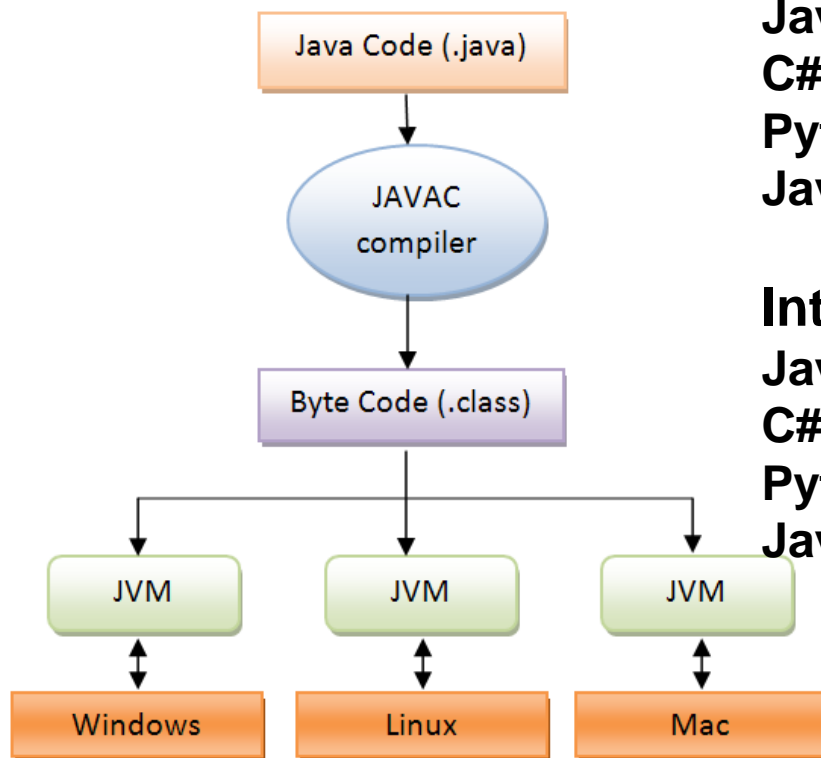 Java Code (.java)
JAVAC
compiler
Byte Code (.class)
JVM
JVM
JVM
Windows
Linux
Mac
C#
C#